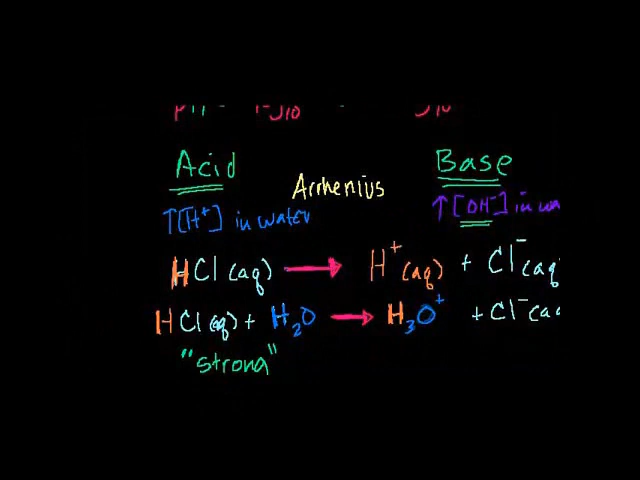 Acid Base
Arrhenius
↑[H⁺] in water ↑[OH⁻] in
HCl (aq) → H⁺ (aq) + Cl⁻ (aq
HCl (aq) + H₂O → H₃O⁺ + Cl⁻ (aq
"strong"